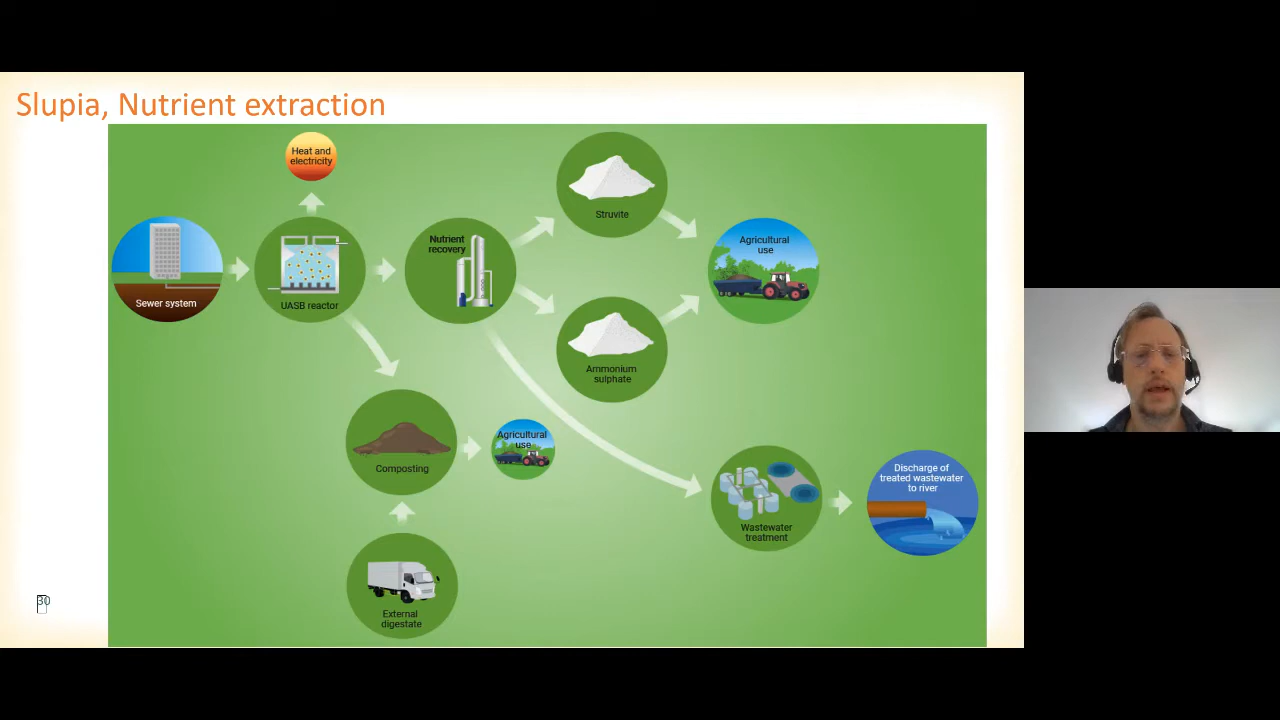 Slupia, Nutrient extraction
Heat and
electricity
Sewer system
UASB reactor
Nutrient
recovery
Struvite
Ammonium
sulphate
Agricultural
use
Composting
Agricultural
use
External
digestate
Wastewater
treatment
Discharge of
treated wastewater
to river
30